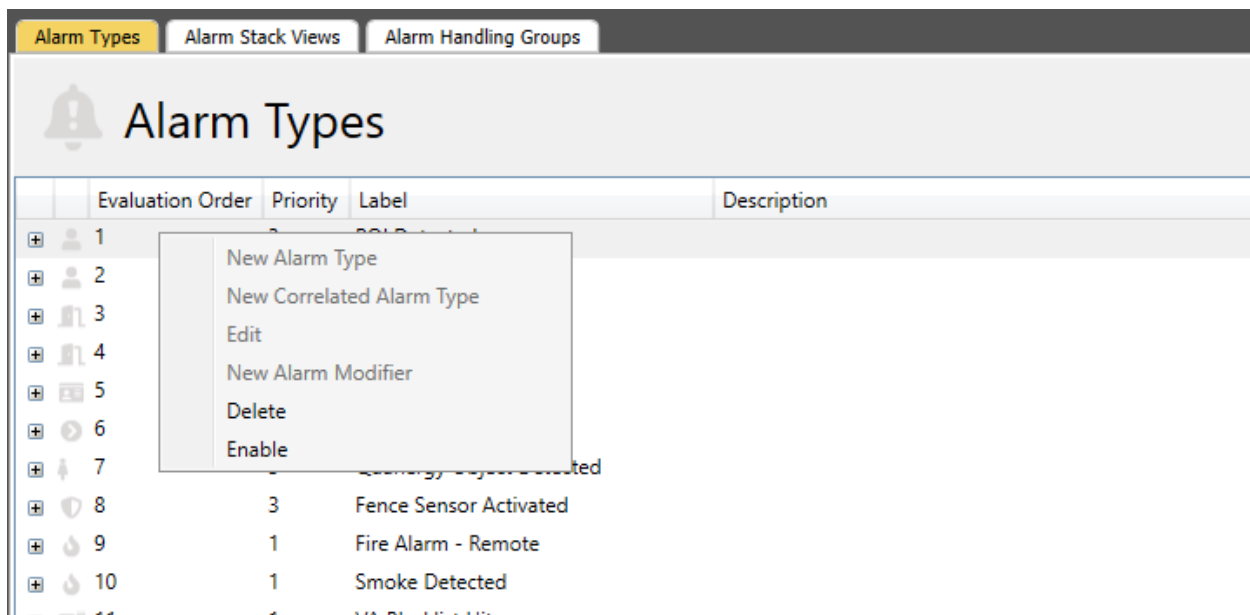 Alarm Types Alarm Stack Views Alarm Handling Groups
Alarm Types
Evaluation Order Priority Label Description
1
New Alarm Type
2
New Correlated Alarm Type
3
Edit
4
New Alarm Modifier
5
Delete
6
Enable
7
8 3 Fence Sensor Activated
9 1 Fire Alarm - Remote
10 1 Smoke Detected